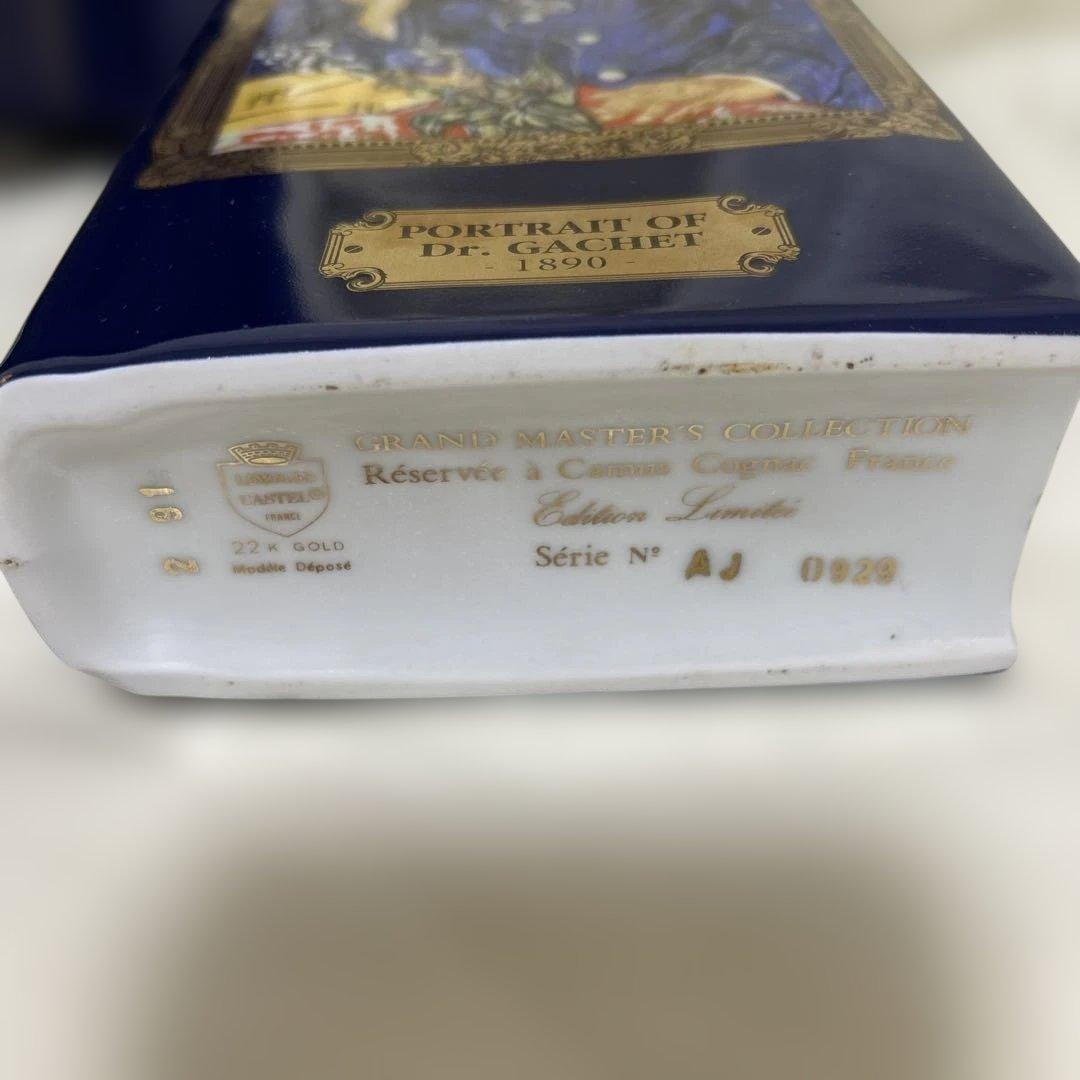 PORTRAIT OF
Dr. GACHET
- 1890 -
GRAND MASTER'S COLLECTION
Réservée à Camus Cognac France
Edition Limitée
Série Nº AJ 0929
CASTEL®
FRANCE
22 K GOLD
Modèle Déposé